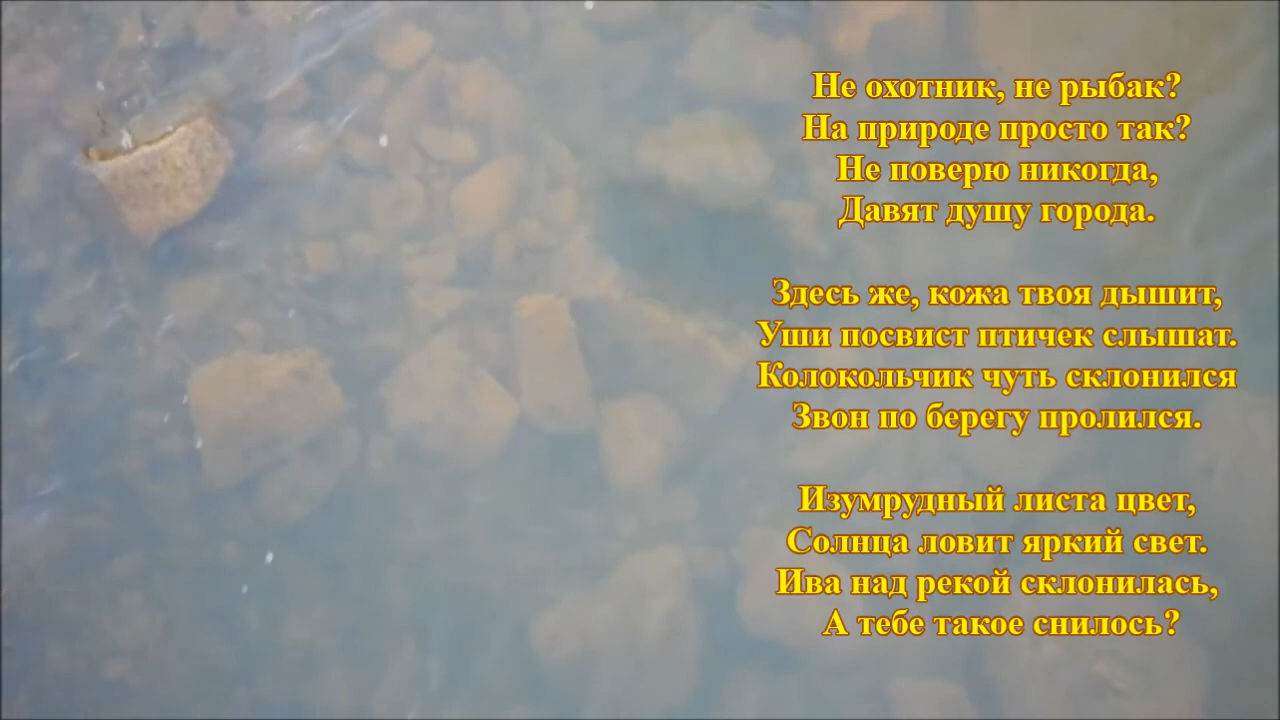 Не охотник, не рыбак?
На природе просто так?
Не поверю никогда,
Давят душу города.
Здесь же, кожа твоя дышит,
Уши посвист птичек слышат.
Колокольчик чуть склонился
Звон по берегу пролился.
Изумрудный листа цвет,
Солнца ловит яркий свет.
Ива над рекой склонилась,
А тебе такое снилось?